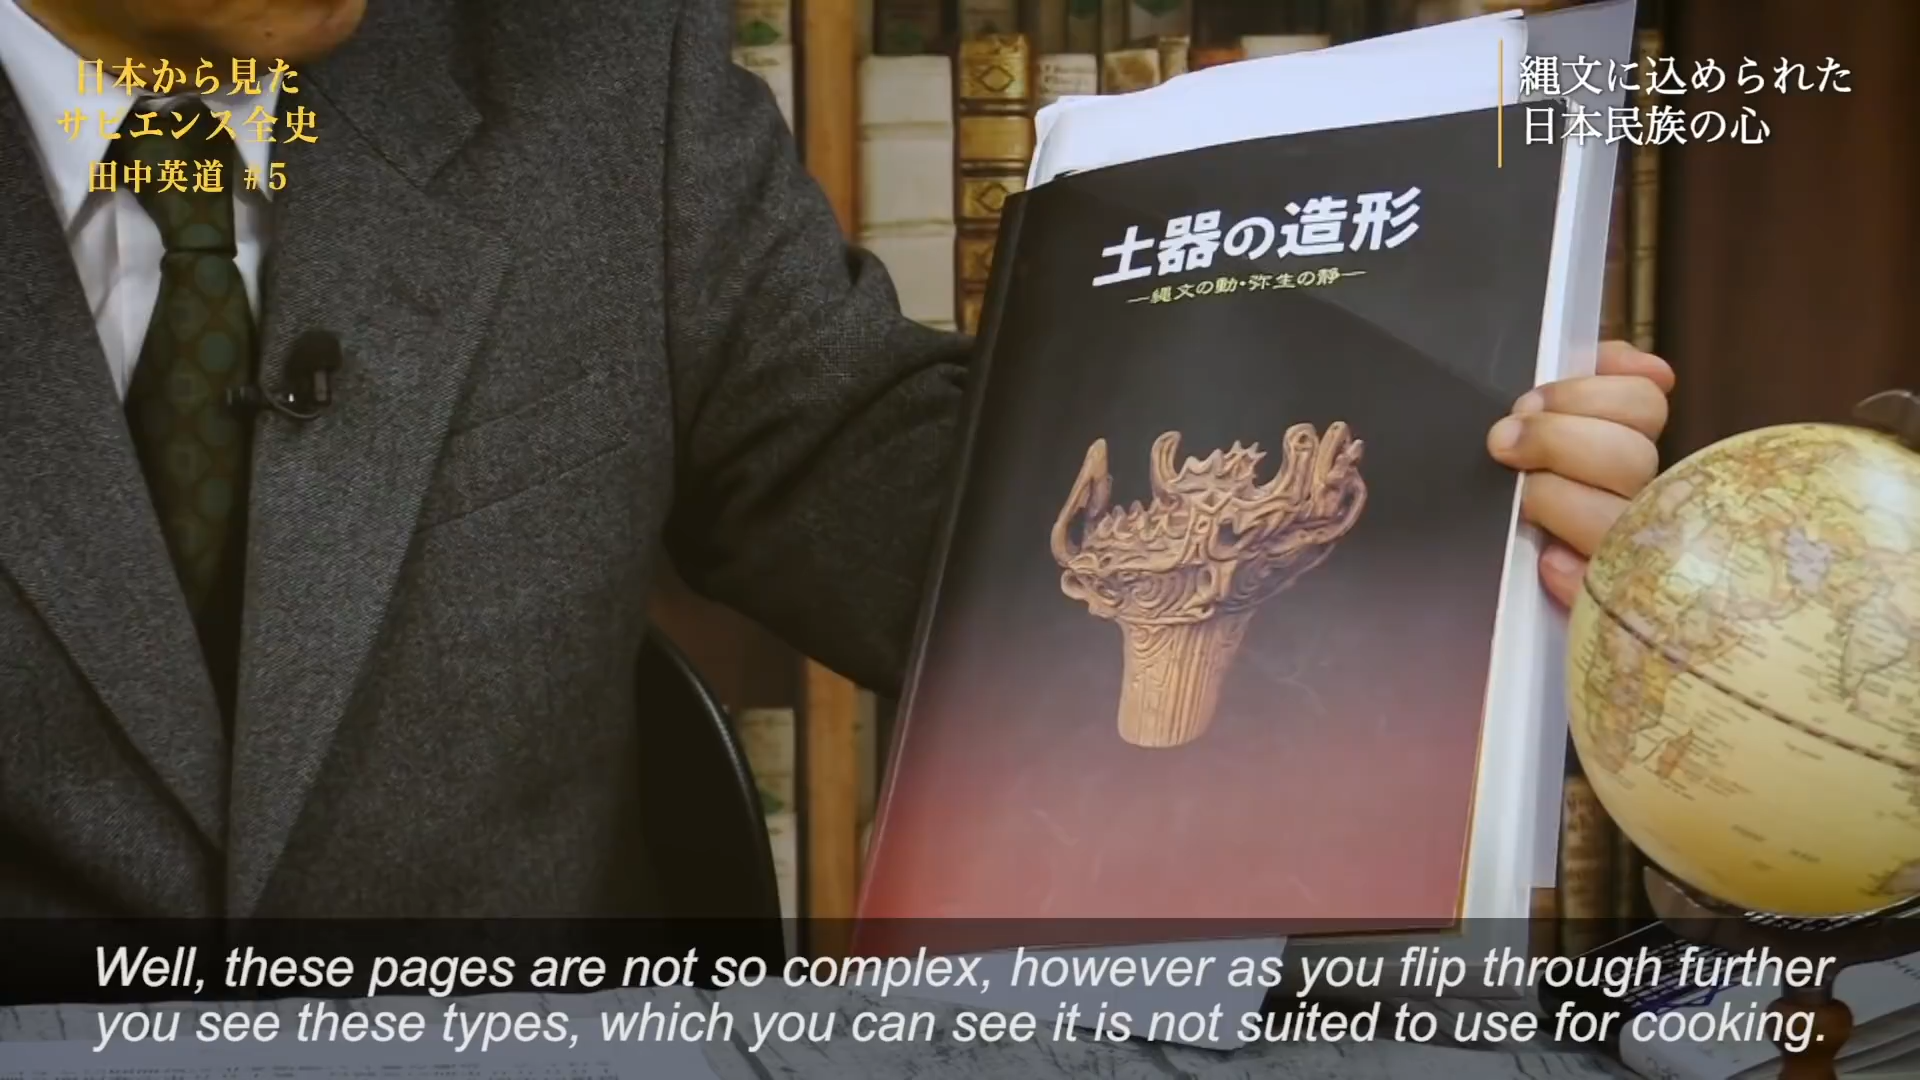 日本から見た
サピエンス全史
田中英道 #5
縄文に込められた
日本民族の心
土器の造形
—縄文の動・弥生の静—
Well, these pages are not so complex, however as you flip through further
you see these types, which you can see it is not suited to use for cooking.